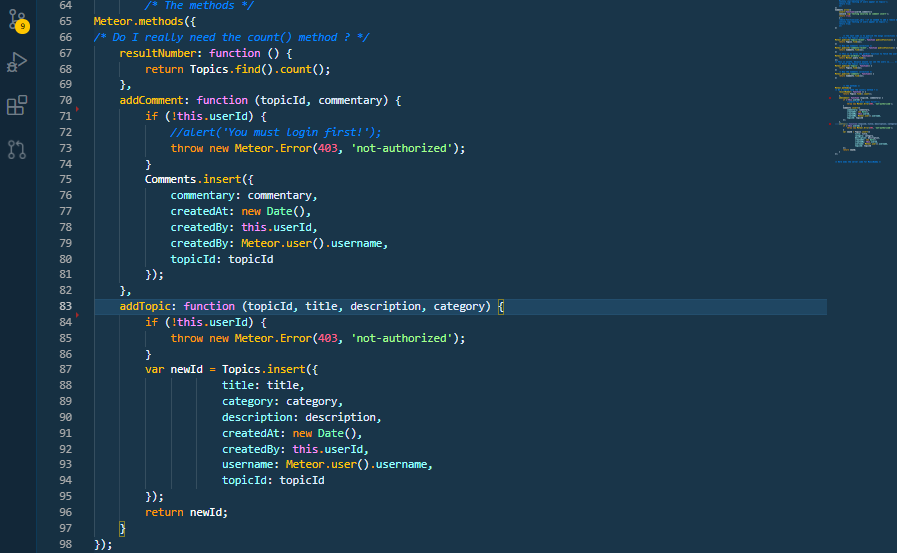 9
64 /* The methods */
65 Meteor.methods({
66 /* Do I really need the count() method ? */
67 resultNumber: function () {
68 return Topics.find().count();
69 },
70 addComment: function (topicId, commentary) {
71 if (!this.userId) {
72 //alert('You must Login first!');
73 throw new Meteor.Error(403, 'not-authorized');
74 }
75 Comments.insert({
76 commentary: commentary,
77 createdAt: new Date(),
78 createdBy: this.userId,
79 createdBy: Meteor.user().username,
80 topicId: topicId
81 });
82 },
83 addTopic: function (topicId, title, description, category) {
84 if (!this.userId) {
85 throw new Meteor.Error(403, 'not-authorized');
86 }
87 var newId = Topics.insert({
88 title: title,
89 category: category,
90 description: description,
91 createdAt: new Date(),
92 createdBy: this.userId,
93 username: Meteor.user().username,
94 topicId: topicId
95 });
96 return newId;
97 }
98 });